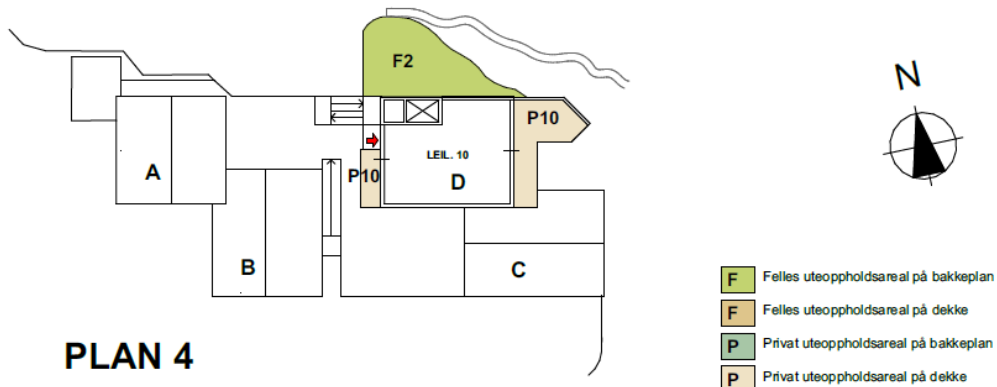 F2
N
P10
LEIL. 10
A
P10
D
B
C
F Felles uteoppholdsareal på bakkeplan
F Felles uteoppholdsareal på dekke
P Privat uteoppholdsareal på bakkeplan
P Privat uteoppholdsareal på dekke
PLAN 4